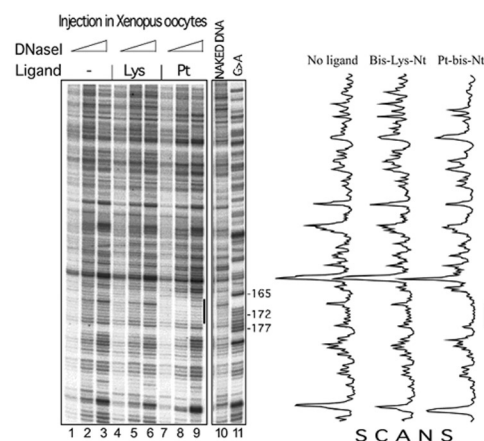 Injection in Xenopus oocytes
DNaseI
Ligand - Lys Pt
NAKED DNA
G>A
No ligand Bis-Lys-Nt Pt-bis-Nt
-165
-172
-177
1 2 3 4 5 6 7 8 9 10 11
SCANS